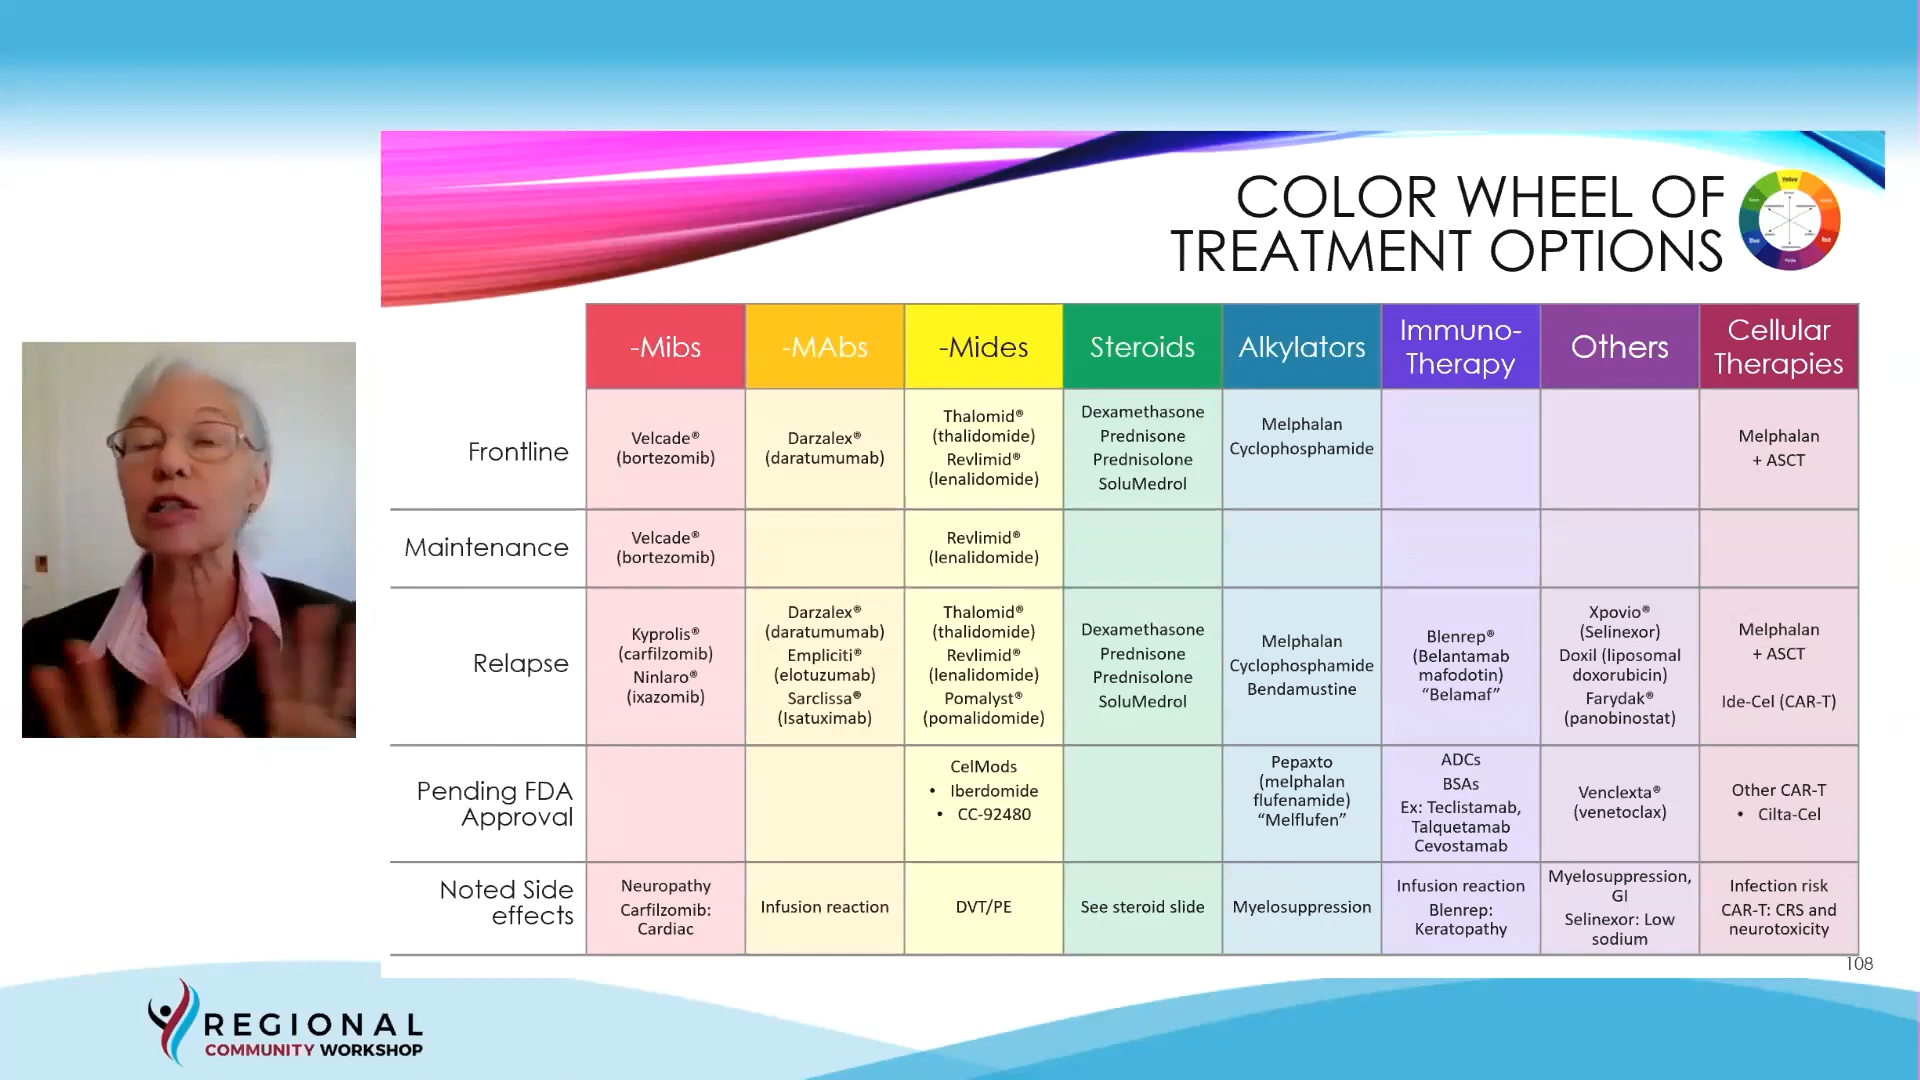 COLOR WHEEL OF
TREATMENT OPTIONS
Yellow
Red
Blue
-Mibs
-MAbs
-Mides
Steroids
Alkylators
Immuno-
Therapy
Others
Cellular
Therapies
Frontline
Velcade®
(bortezomib)
Darzalex®
(daratumumab)
Thalomid®
(thalidomide)
Revlimid®
(lenalidomide)
Dexamethasone
Prednisone
Prednisolone
SoluMedrol
Melphalan
Cyclophosphamide
Melphalan
+ ASCT
Maintenance
Velcade®
(bortezomib)
Revlimid®
(lenalidomide)
Relapse
Kyprolis®
(carfilzomib)
Ninlaro®
(ixazomib)
Darzalex®
(daratumumab)
Empliciti®
(elotuzumab)
Sarclissa®
(Isatuximab)
Thalomid®
(thalidomide)
Revlimid®
(lenalidomide)
Pomalyst®
(pomalidomide)
Dexamethasone
Prednisone
Prednisolone
SoluMedrol
Melphalan
Cyclophosphamide
Bendamustine
Blenrep®
(Belantamab
mafodotin)
“Belamaf”
Xpovio®
(Selinexor)
Doxil (liposomal
doxorubicin)
Farydak®
(panobinostat)
Melphalan
+ ASCT
Ide-Cel (CAR-T)
Pending FDA
Approval
CelMods
• Iberdomide
• CC-92480
Pepaxto
(melphalan
flufenamide)
“Melflufen”
ADCs
BSAs
Ex: Teclistamab,
Talquetamab
Cevostamab
Venclexta®
(venetoclax)
Other CAR-T
• Cilta-Cel
Noted Side
effects
Neuropathy
Carfilzomib:
Cardiac
Infusion reaction
DVT/PE
See steroid slide
Myelosuppression
Infusion reaction
Blenrep:
Keratopathy
Myelosuppression,
GI
Selinexor: Low
sodium
Infection risk
CAR-T: CRS and
neurotoxicity
108
REGIONAL
COMMUNITY WORKSHOP